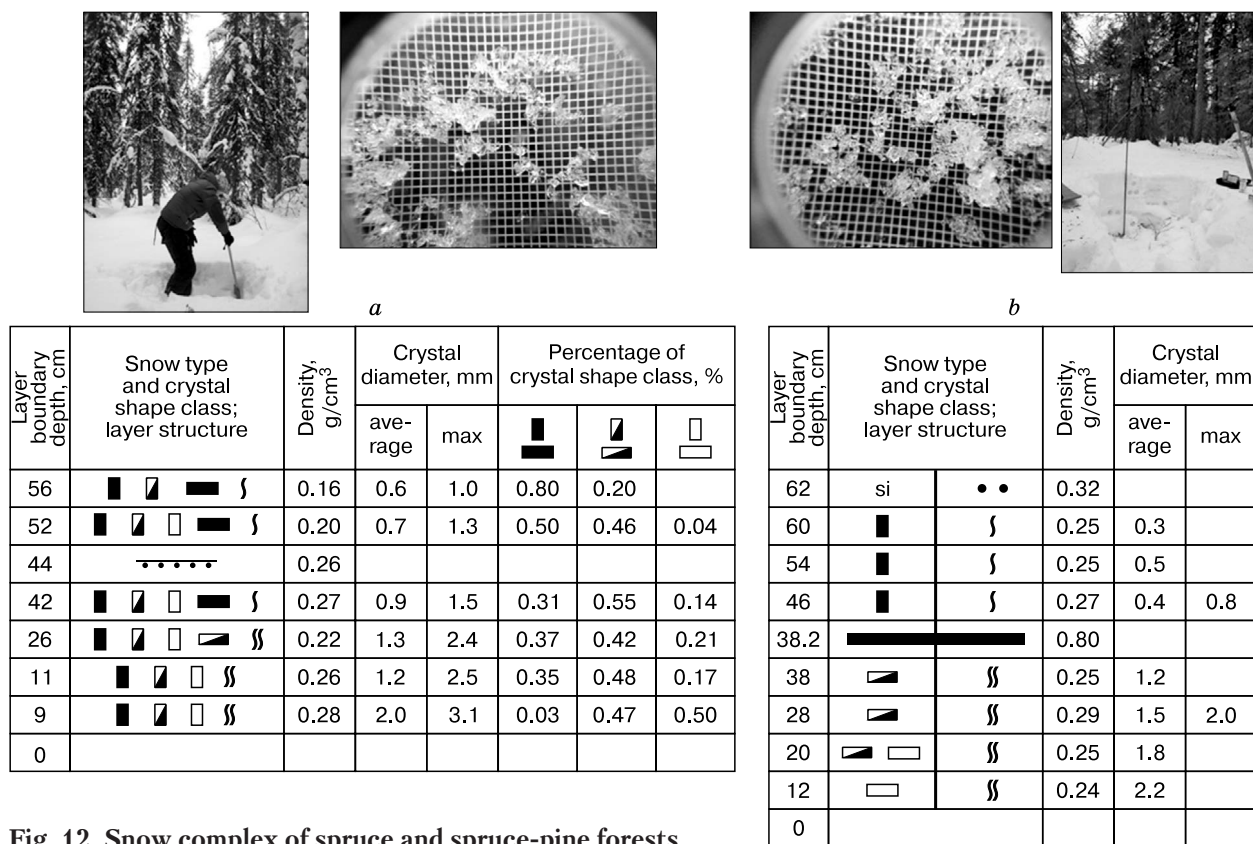 a
b
Layer boundary depth, cm
Snow type and crystal shape class; layer structure
Density, g/cm³
Crystal diameter, mm
Percentage of crystal shape class, %
ave-rage
max
56 0.16 0.6 1.0 0.80 0.20
52 0.20 0.7 1.3 0.50 0.46 0.04
44 0.26
42 0.27 0.9 1.5 0.31 0.55 0.14
26 0.22 1.3 2.4 0.37 0.42 0.21
11 0.26 1.2 2.5 0.35 0.48 0.17
9 0.28 2.0 3.1 0.03 0.47 0.50
0
Layer boundary depth, cm
Snow type and crystal shape class; layer structure
Density, g/cm³
Crystal diameter, mm
ave-rage
max
62 si 0.32
60 0.25 0.3
54 0.25 0.5
46 0.27 0.4 0.8
38.2 0.80
38 0.25 1.2
28 0.29 1.5 2.0
20 0.25 1.8
12 0.24 2.2
0
Fig. 12. Snow complex of spruce and spruce-pine forests